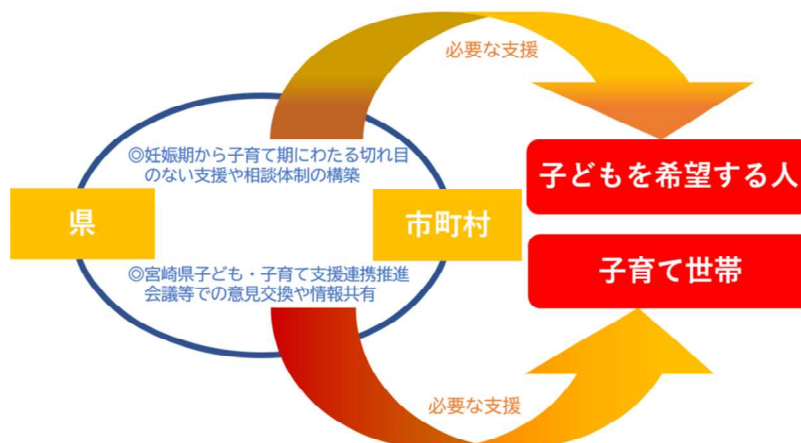 必要な支援
◎妊娠期から子育て期にわたる切れ目
のない支援や相談体制の構築
子どもを希望する人
県
市町村
子育て世帯
◎宮崎県子ども・子育て支援連携推進
会議等での意見交換や情報共有
必要な支援